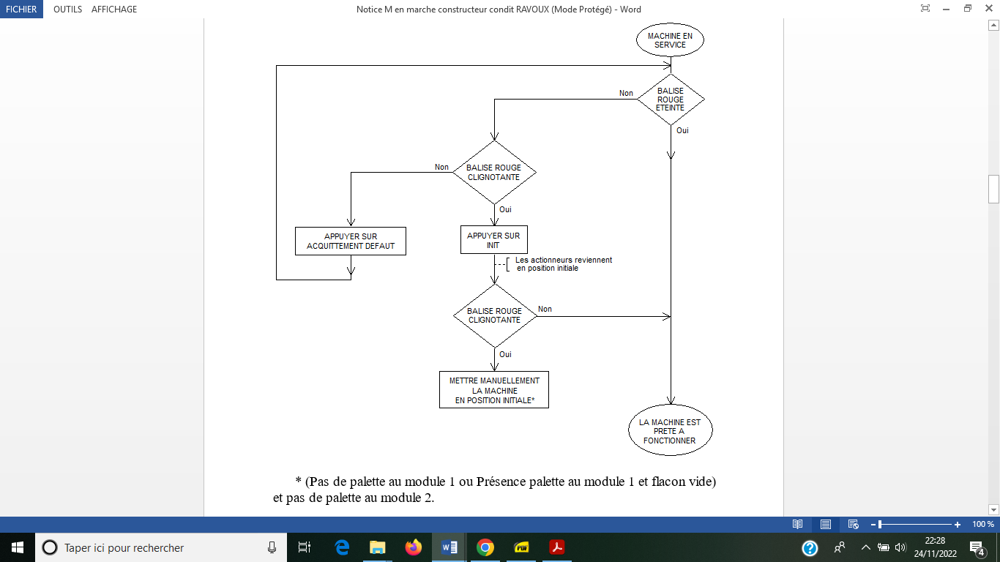 FICHIER OUTILS AFFICHAGE Notice M en marche constructeur condit RAVOUX (Mode Protégé) - Word
MACHINE EN
SERVICE
Non
BALISE
ROUGE
ETEINTE
Oui
Non
BALISE ROUGE
CLIGNOTANTE
Oui
APPUYER SUR
ACQUITTEMENT DEFAUT
APPUYER SUR
INIT
Les actionneurs reviennent
en position initiale
BALISE ROUGE
CLIGNOTANTE
Non
Oui
METTRE MANUELLEMENT
LA MACHINE
EN POSITION INITIALE*
LA MACHINE EST
PRETE A
FONCTIONNER
* (Pas de palette au module 1 ou Présence palette au module 1 et flacon vide)
et pas de palette au module 2.
100 %
Taper ici pour rechercher
PDF
22:28
24/11/2022
4